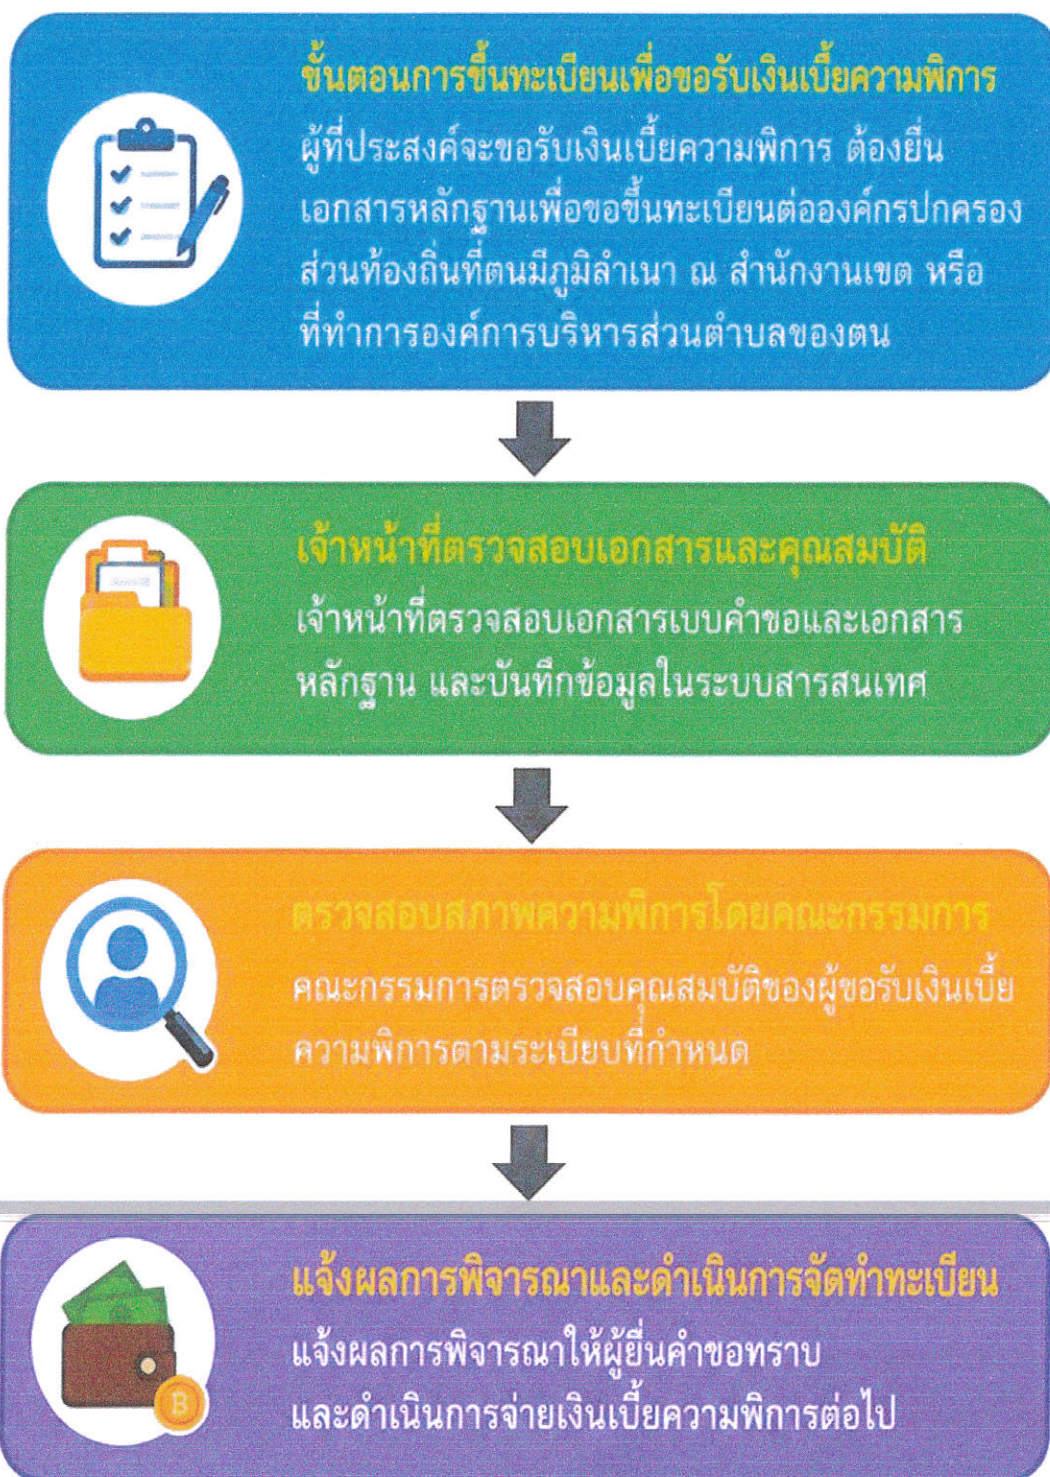 ขั้นตอนการขึ้นทะเบียนเพื่อขอรับเงินเบี้ยความพิการ
ผู้ที่ประสงค์จะขอรับเงินเบี้ยความพิการ ต้องยื่น
เอกสารหลักฐานเพื่อขอขึ้นทะเบียนต่อองค์กรปกครอง
ส่วนท้องถิ่นที่ตนมีภูมิลำเนา ณ สำนักงานเขต หรือ
ที่ทำการองค์การบริหารส่วนตำบลของตน
เจ้าหน้าที่ตรวจสอบเอกสารและคุณสมบัติ
เจ้าหน้าที่ตรวจสอบเอกสารเบบคำขอและเอกสาร
หลักฐาน และบันทึกข้อมูลในระบบสารสนเทศ
ตรวจสอบสภาพความพิการโดยคณะกรรมการ
คณะกรรมการตรวจสอบคุณสมบัติของผู้ขอรับเงินเบี้ย
ความพิการตามระเบียบที่กำหนด
แจ้งผลการพิจารณาและดำเนินการจัดทำทะเบียน
แจ้งผลการพิจารณาให้ผู้ยื่นคำขอทราบ
และดำเนินการจ่ายเงินเบี้ยความพิการต่อไป